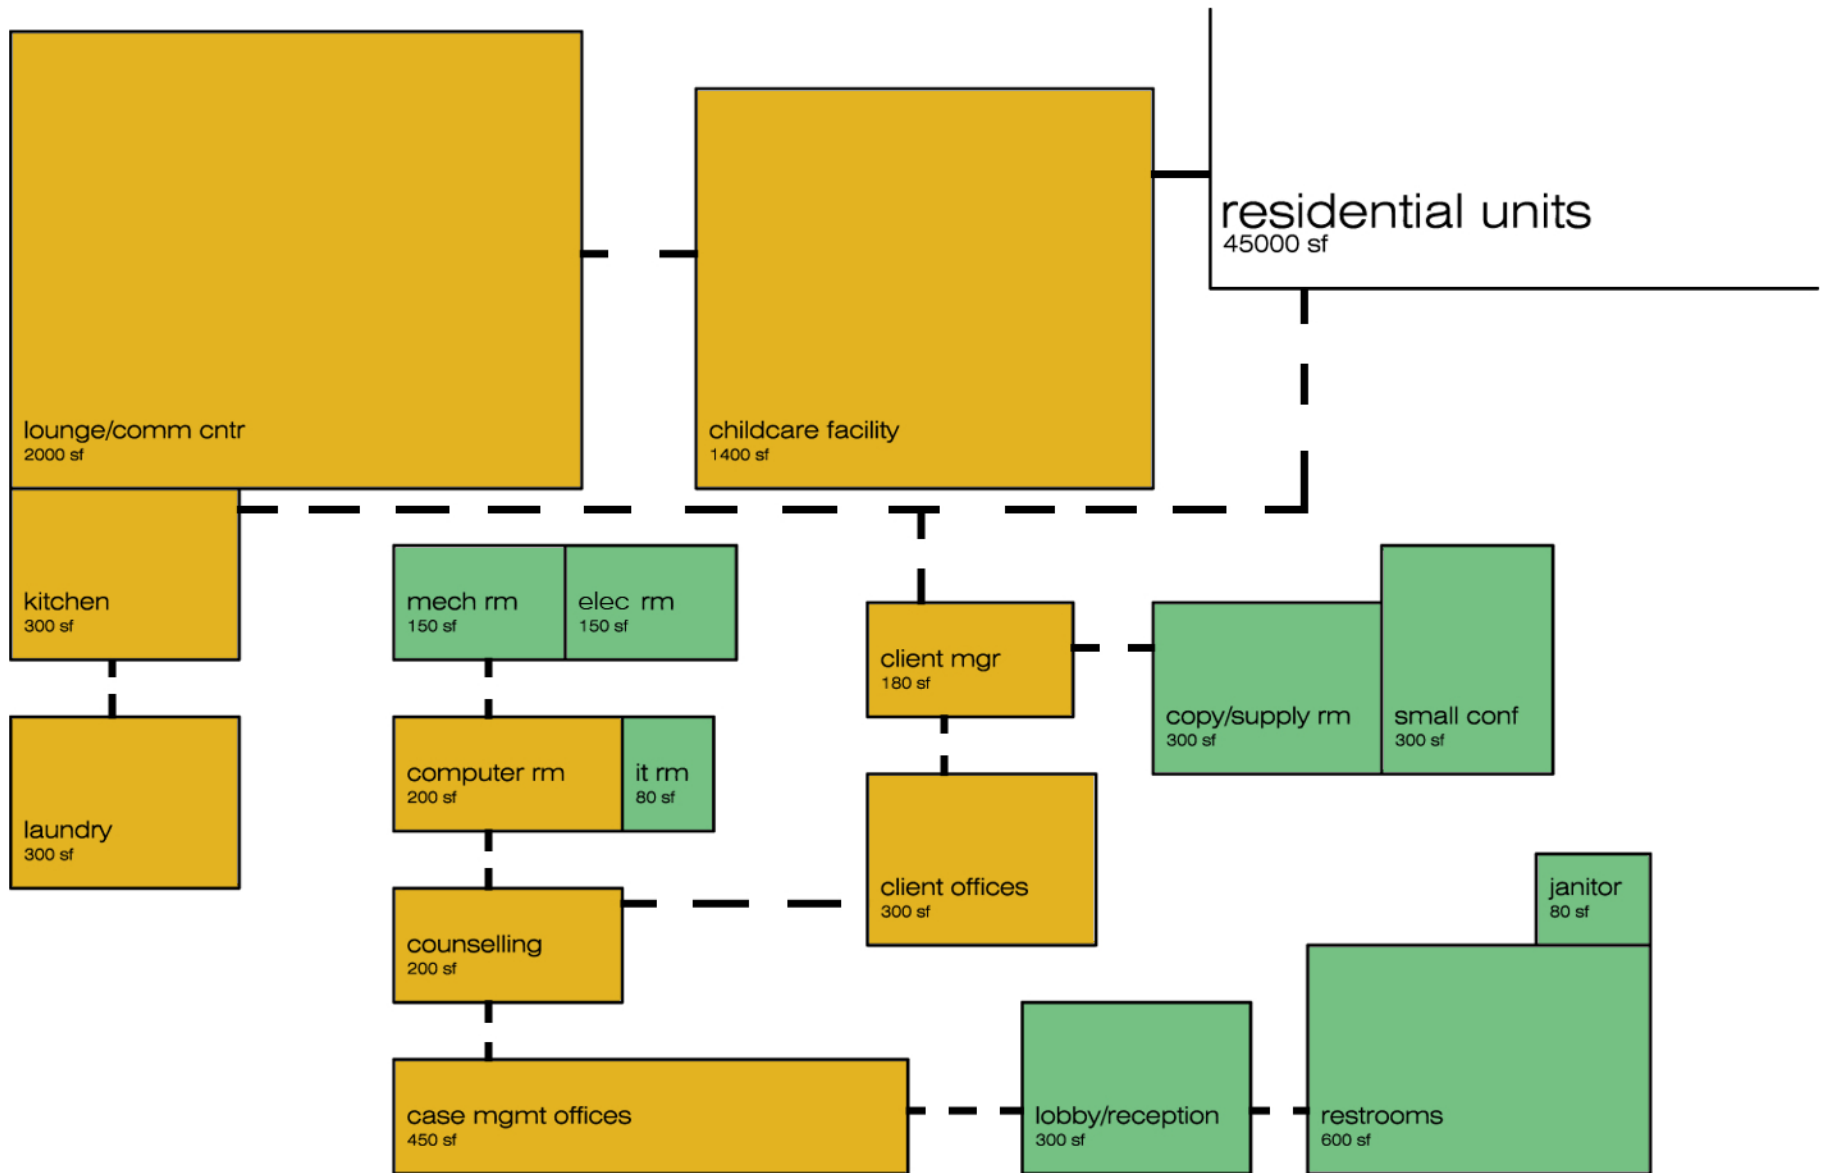 residential units
45000 sf
lounge/comm cntr
2000 sf
childcare facility
1400 sf
kitchen
300 sf
mech rm
150 sf
elec rm
150 sf
client mgr
180 sf
copy/supply rm
300 sf
small conf
300 sf
computer rm
200 sf
it rm
80 sf
laundry
300 sf
client offices
300 sf
janitor
80 sf
counselling
200 sf
case mgmt offices
450 sf
lobby/reception
300 sf
restrooms
600 sf